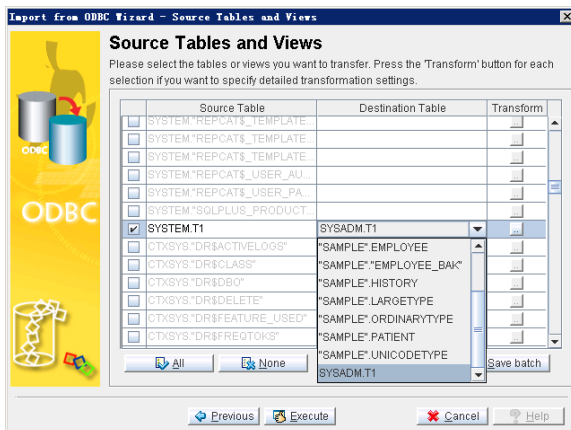 Import from ODBC Wizard - Source Tables and Views
Source Tables and Views
Please select the tables or views you want to transfer. Press the 'Transform' button for each
selection if you want to specify detailed transformation settings.
Source Table Destination Table Transform
SYSTEM."REPCAT$_TEMPLATE... ...
SYSTEM."REPCAT$_TEMPLATE... ...
SYSTEM."REPCAT$_TEMPLATE... ...
SYSTEM."REPCAT$_USER_AU... ...
SYSTEM."REPCAT$_USER_PA... ...
SYSTEM."SQLPLUS_PRODUCT... ...
SYSTEM.T1 SYSADM.T1 ...
CTXSYS."DR$ACTIVELOGS" "SAMPLE".EMPLOYEE ...
CTXSYS."DR$CLASS" "SAMPLE"."EMPLOYEE_BAK" ...
CTXSYS."DR$DBO" "SAMPLE".HISTORY ...
CTXSYS."DR$DELETE" "SAMPLE".LARGETYPE ...
CTXSYS."DR$FEATURE_USED" "SAMPLE".ORDINARYTYPE ...
CTXSYS."DR$FREQTOKS" "SAMPLE".PATIENT ...
"SAMPLE".UNICODETYPE
SYSADM.T1
ODBC
ODBC
All None Save batch
Previous Execute Cancel Help